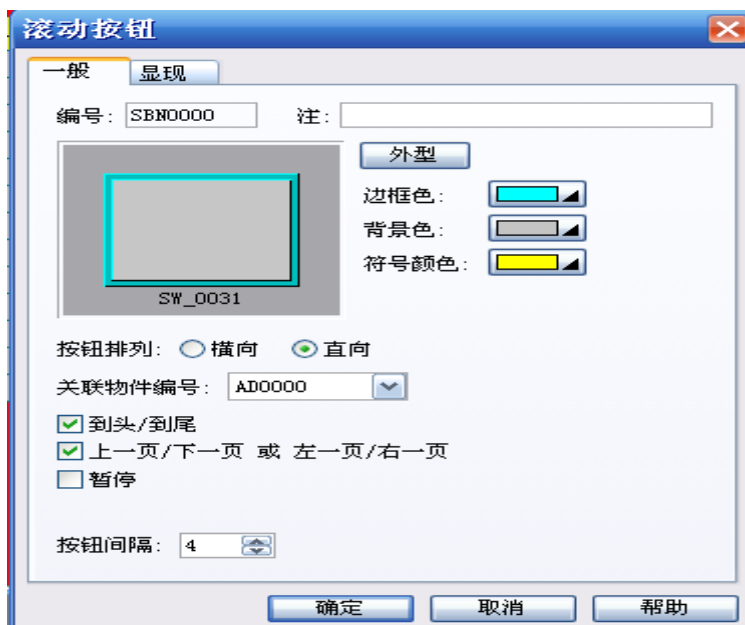 滚动按钮
一般 显现
编号: SBN0000 注:
外型
边框色:
背景色:
符号颜色:
SW_0031
按钮排列: 横向 直向
关联物件编号: AD0000
到头/到尾
上一页/下一页 或 左一页/右一页
暂停
按钮间隔: 4
确定 取消 帮助